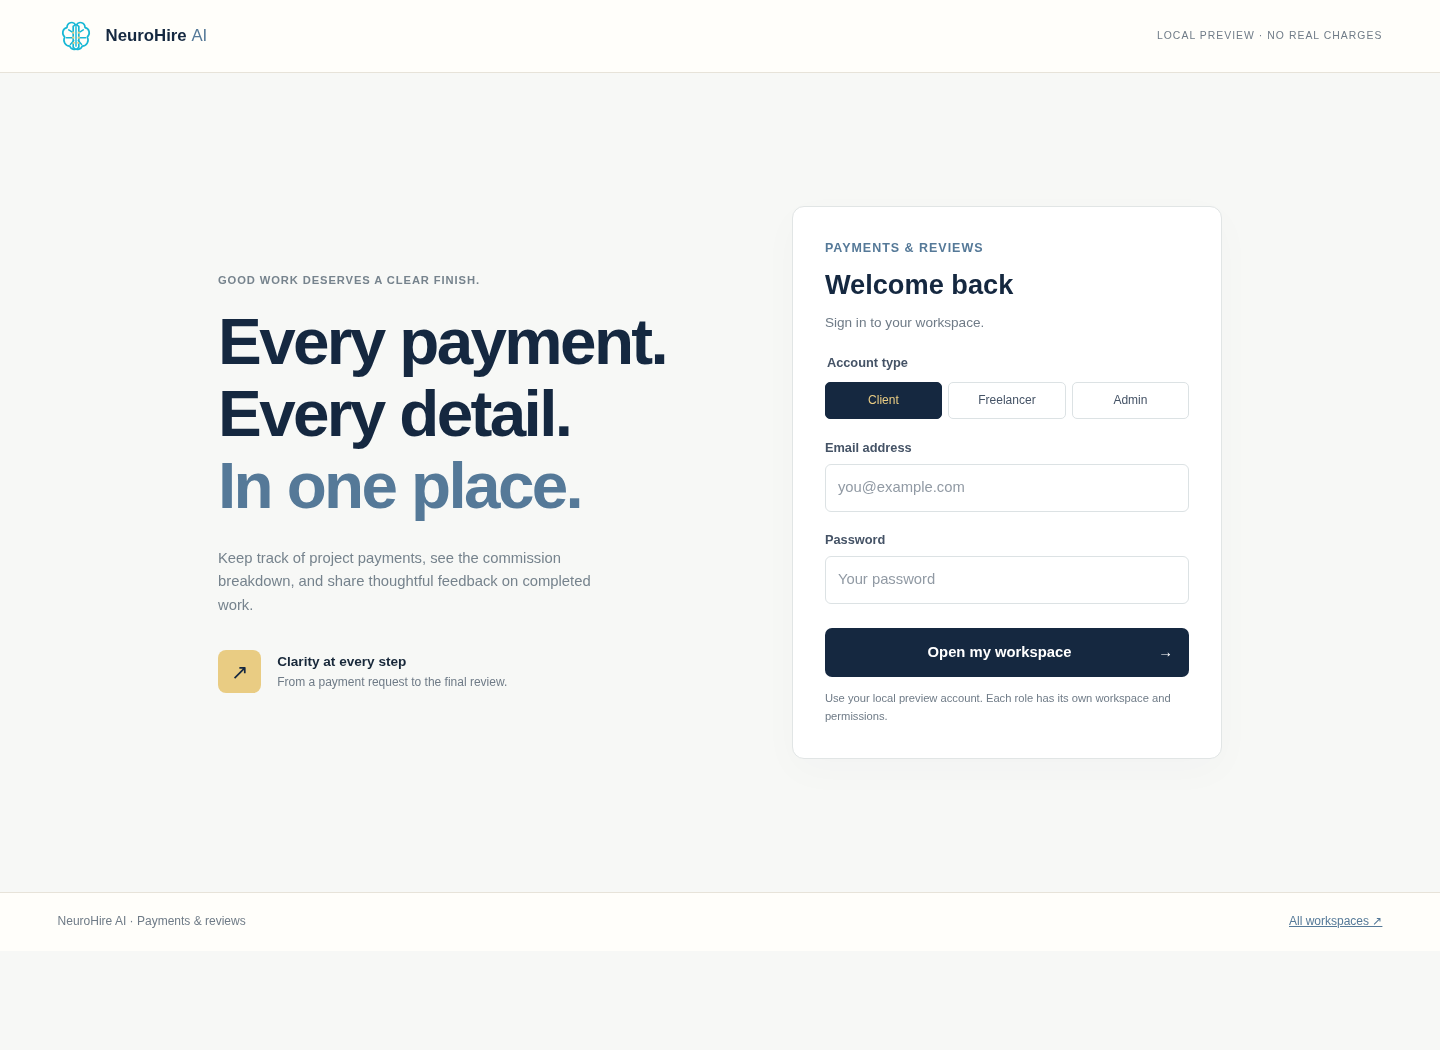 NeuroHire AI
LOCAL PREVIEW · NO REAL CHARGES
GOOD WORK DESERVES A CLEAR FINISH.
Every payment.
Every detail.
In one place.
Keep track of project payments, see the commission
breakdown, and share thoughtful feedback on completed
work.
↗
Clarity at every step
From a payment request to the final review.
PAYMENTS & REVIEWS
Welcome back
Sign in to your workspace.
Account type
Client
Freelancer
Admin
Email address
you@example.com
Password
Your password
Open my workspace →
Use your local preview account. Each role has its own workspace and
permissions.
NeuroHire AI · Payments & reviews
All workspaces ↗